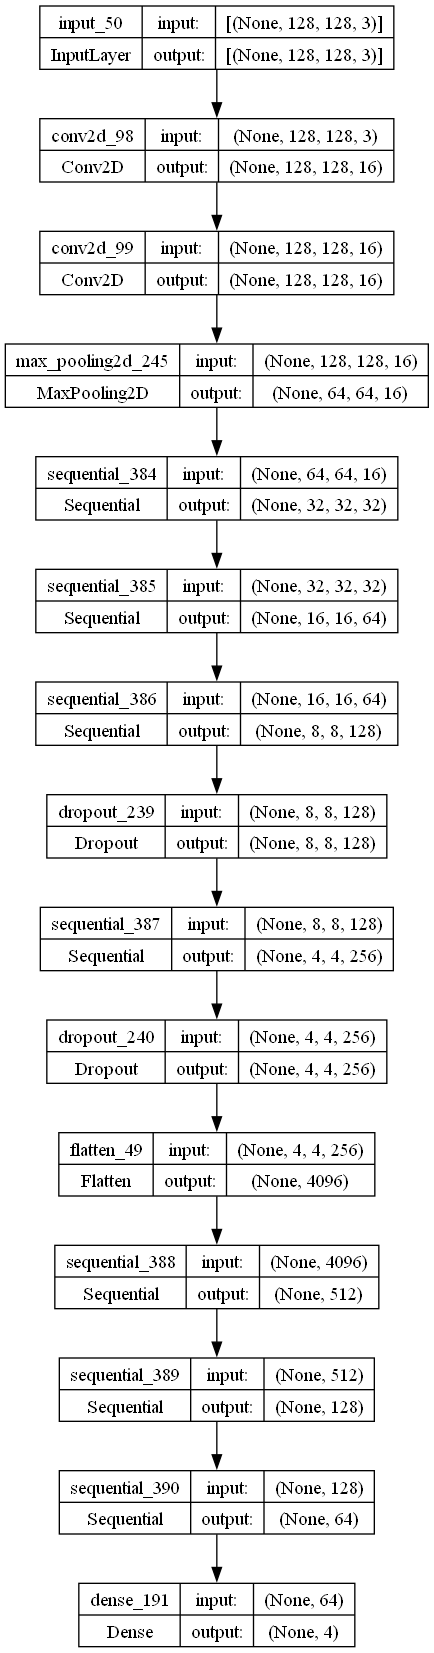 input_50 input: [(None, 128, 128, 3)]
InputLayer output: [(None, 128, 128, 3)]
conv2d_98 input: (None, 128, 128, 3)
Conv2D output: (None, 128, 128, 16)
conv2d_99 input: (None, 128, 128, 16)
Conv2D output: (None, 128, 128, 16)
max_pooling2d_245 input: (None, 128, 128, 16)
MaxPooling2D output: (None, 64, 64, 16)
sequential_384 input: (None, 64, 64, 16)
Sequential output: (None, 32, 32, 32)
sequential_385 input: (None, 32, 32, 32)
Sequential output: (None, 16, 16, 64)
sequential_386 input: (None, 16, 16, 64)
Sequential output: (None, 8, 8, 128)
dropout_239 input: (None, 8, 8, 128)
Dropout output: (None, 8, 8, 128)
sequential_387 input: (None, 8, 8, 128)
Sequential output: (None, 4, 4, 256)
dropout_240 input: (None, 4, 4, 256)
Dropout output: (None, 4, 4, 256)
flatten_49 input: (None, 4, 4, 256)
Flatten output: (None, 4096)
sequential_388 input: (None, 4096)
Sequential output: (None, 512)
sequential_389 input: (None, 512)
Sequential output: (None, 128)
sequential_390 input: (None, 128)
Sequential output: (None, 64)
dense_191 input: (None, 64)
Dense output: (None, 4)